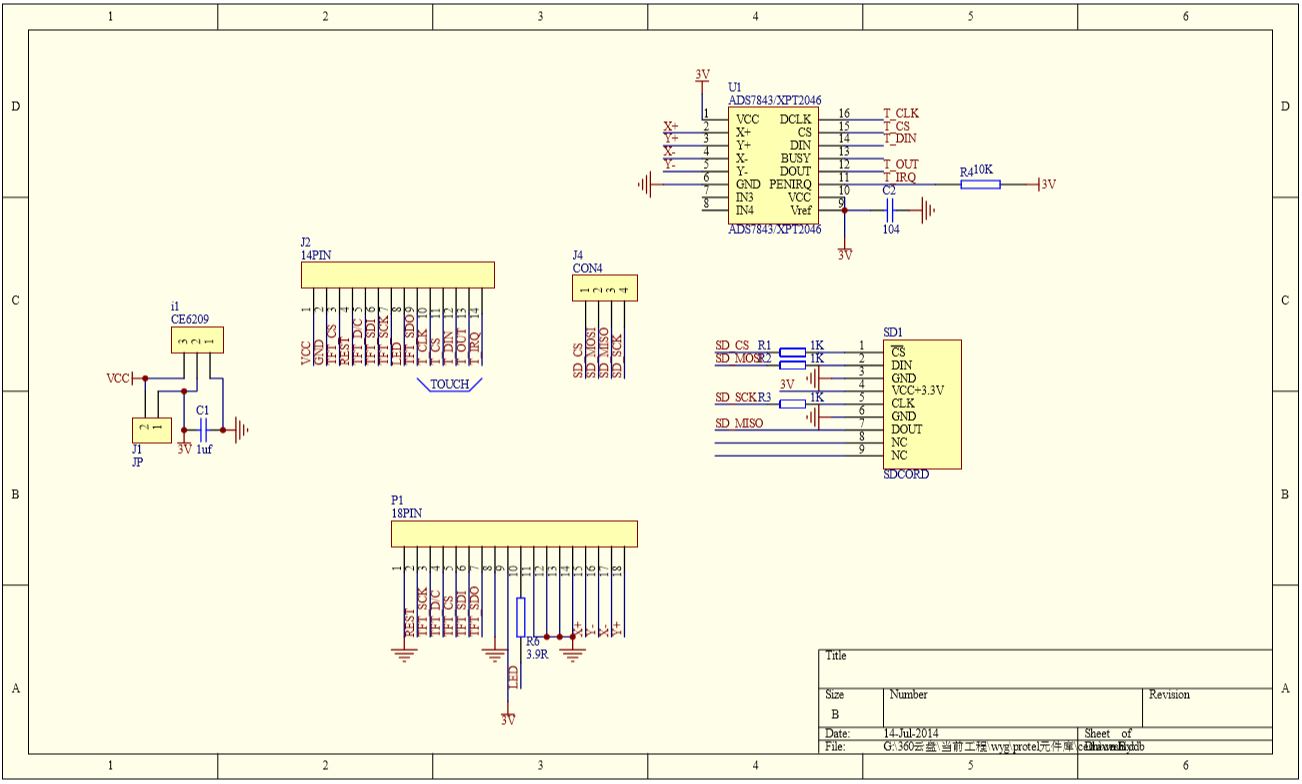 1 2 3 4 5 6
D D
C C
B B
A A
3V
U1
ADS7843/XPT2046
1 VCC DCLK 16 T_CLK
X+ 2 X+ CS 15 T_CS
Y+ 3 Y+ DIN 14 T_DIN
X- 4 X- BUSY 13
Y- 5 Y- DOUT 12 T_OUT
6 GND PENIRQ 11 T_IRQ
7 IN3 VCC 10
8 IN4 Vref 9
ADS7843/XPT2046
R4 10K
3V
C2
104
3V
J2
14PIN
1 2 3 4 5 6 7 8 9 10 11 12 13 14
VCC
GND
TFT_CS
REST
TFT_D/C
TFT_SDI
TFT_SCK
LED
TFT_SDO
T_CLK
T_CS
T_DIN
T_OUT
T_IRQ
TOUCH
J4
CON4
1 2 3 4
SD_CS
SD_MOSI
SD_MISO
SD_SCK
i1
CE6209
3 2 1
VCC
2 1
J1
JP
C1
1uf
3V
SD1
SD_CS R1 1K 1 CS
SD_MOSI R2 1K 2 DIN
3 GND
3V 4 VCC+3.3V
SD_SCK R3 1K 5 CLK
6 GND
SD_MISO 7 DOUT
8 NC
9 NC
SDCORD
P1
18PIN
1 2 3 4 5 6 7 8 9 10 11 12 13 14 15 16 17 18
REST
TFT_SCK
TFT_D/C
TFT_CS
TFT_SDI
TFT_SDO
X+
Y-
X-
Y+
R6
3.9R
LED
3V
Title
Size Number Revision
B
Date: 14-Jul-2014 Sheet of
File: G:\360云盘\当前工程\wyg\protel元件库\
1 2 3 4 5 6